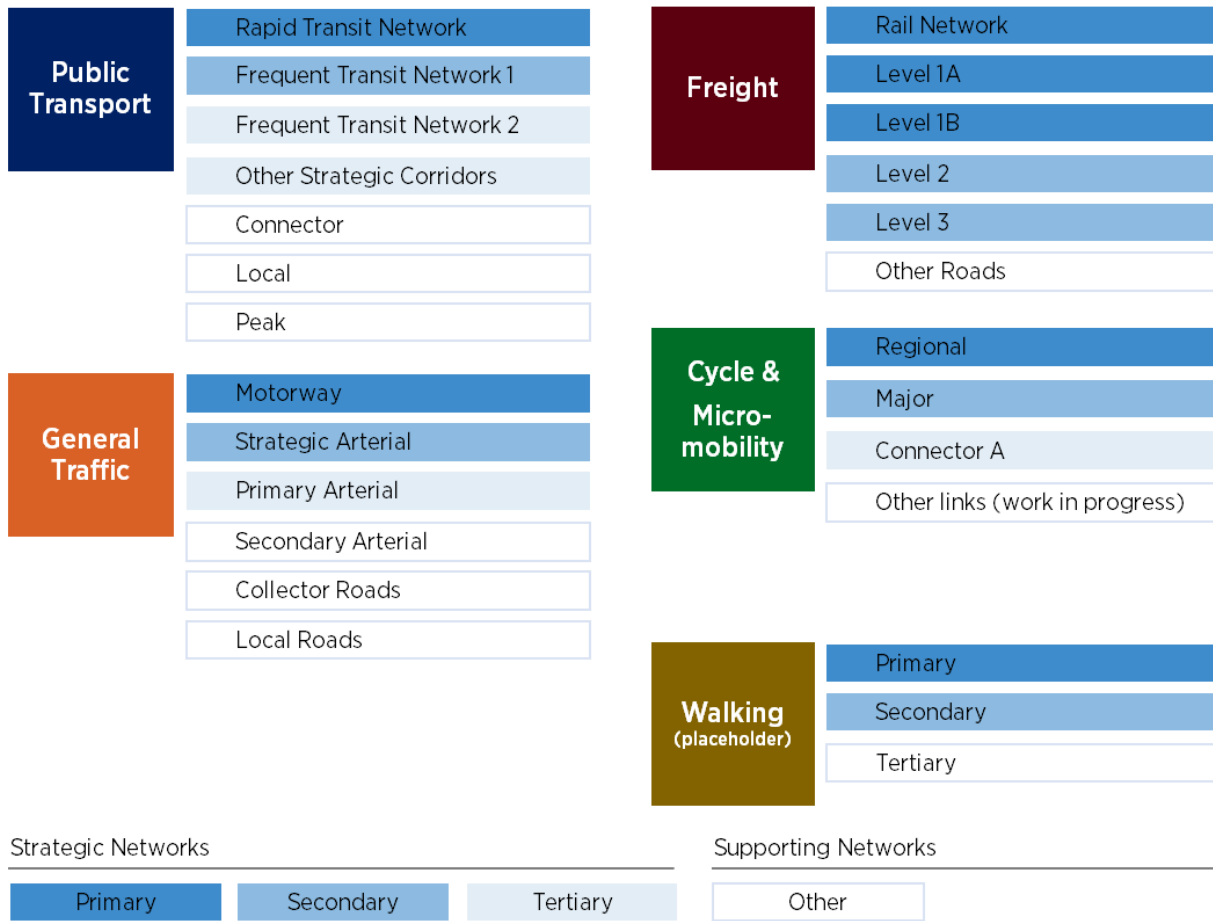 Public
Transport
Rapid Transit Network
Frequent Transit Network 1
Frequent Transit Network 2
Other Strategic Corridors
Connector
Local
Peak
General
Traffic
Motorway
Strategic Arterial
Primary Arterial
Secondary Arterial
Collector Roads
Local Roads
Freight
Rail Network
Level 1A
Level 1B
Level 2
Level 3
Other Roads
Cycle &
Micro-
mobility
Regional
Major
Connector A
Other links (work in progress)
Walking
(placeholder)
Primary
Secondary
Tertiary
Strategic Networks
Primary
Secondary
Tertiary
Supporting Networks
Other